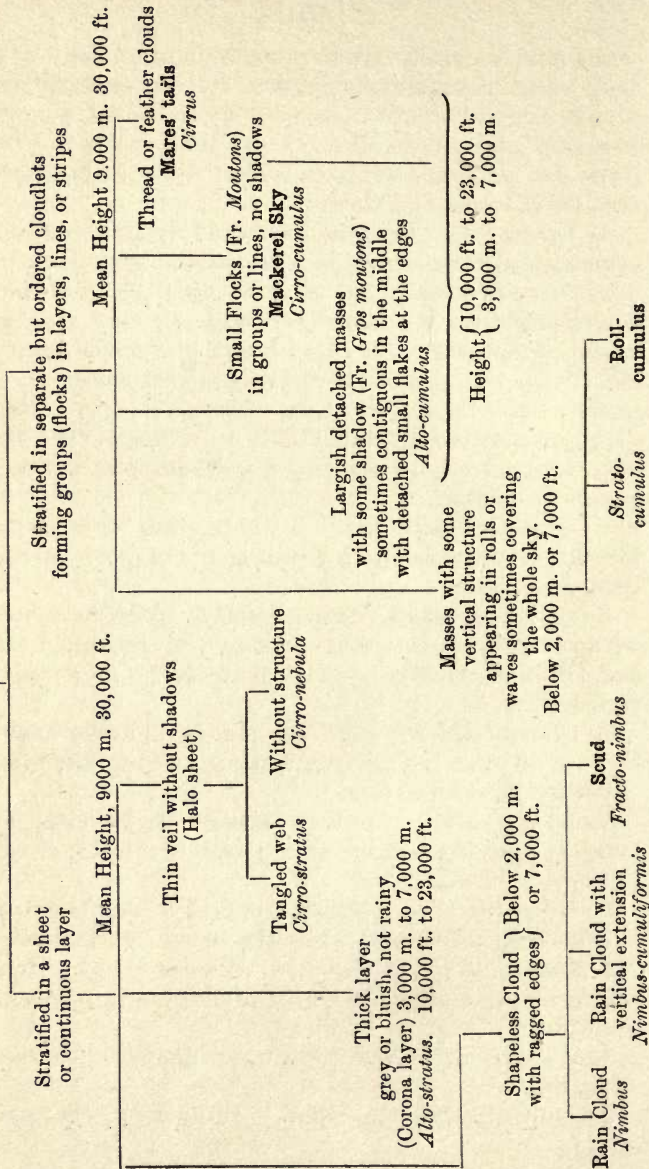 Stratified in a sheet
or continuous layer
Mean Height, 9000 m. 30,000 ft.
Thin veil without shadows
(Halo sheet)
Tangled web
Cirro-stratus
Without structure
Cirro-nebula
Thick layer
grey or bluish, not rainy
(Corona layer) 3,000 m. to 7,000 m.
Alto-stratus. 10,000 ft. to 23,000 ft.
Shapeless Cloud } Below 2,000 m.
with ragged edges } or 7,000 ft.
Rain Cloud
Nimbus
Rain Cloud with
vertical extension
Nimbus-cumuliformis
Scud
Fracto-nimbus
Stratified in separate but ordered cloudlets
forming groups (flocks) in layers, lines, or stripes
Mean Height 9.000 m. 30,000 ft.
Thread or feather clouds
Mares' tails
Cirrus
Small Flocks (Fr. Moutons)
in groups or lines, no shadows
Mackerel Sky
Cirro-cumulus
Largish detached masses
with some shadow (Fr. Gros moutons)
sometimes contiguous in the middle
with detached small flakes at the edges
Alto-cumulus
Height { 10,000 ft. to 23,000 ft.
3,000 m. to 7,000 m.
Masses with some
vertical structure
appearing in rolls or
waves sometimes covering
the whole sky.
Below 2,000 m. or 7,000 ft.
Strato-
cumulus
Roll-
cumulus